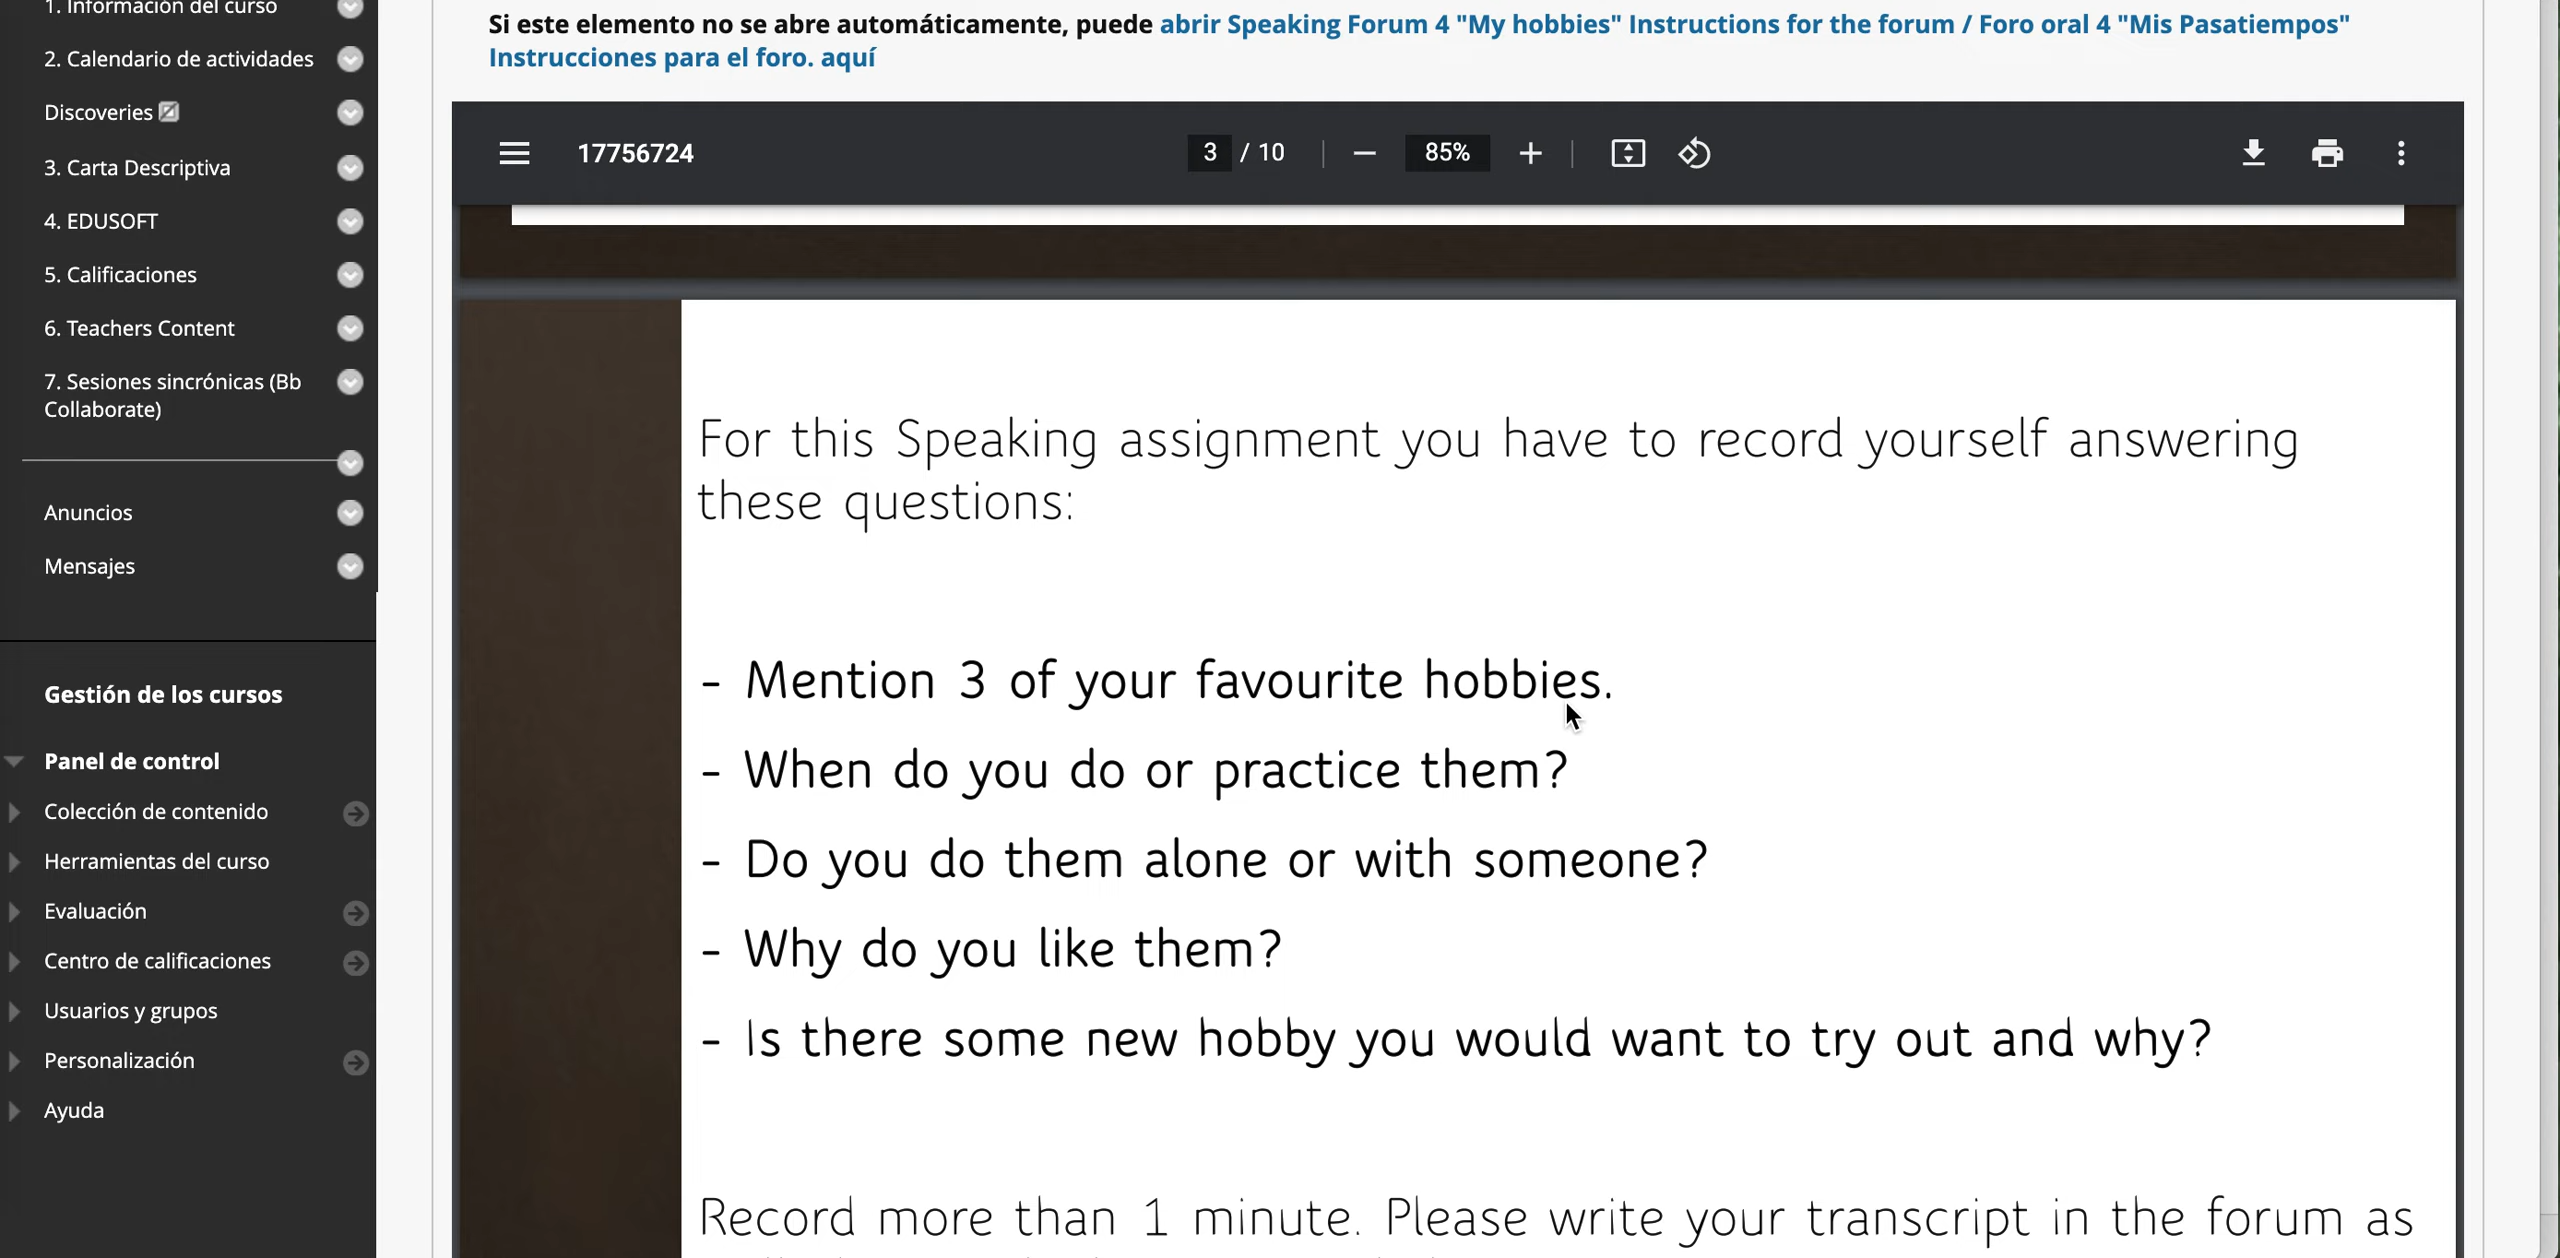 1. Información del curso
2. Calendario de actividades
Discoveries
3. Carta Descriptiva
4. EDUSOFT
5. Calificaciones
6. Teachers Content
7. Sesiones sincrónicas (Bb
Collaborate)
Anuncios
Mensajes
Gestión de los cursos
Panel de control
Colección de contenido
Herramientas del curso
Evaluación
Centro de calificaciones
Usuarios y grupos
Personalización
Ayuda
Si este elemento no se abre automáticamente, puede abrir Speaking Forum 4 "My hobbies" Instructions for the forum / Foro oral 4 "Mis Pasatiempos"
Instrucciones para el foro. aquí
17756724
3 / 10
85%
For this Speaking assignment you have to record yourself answering
these questions:
- Mention 3 of your favourite hobbies.
- When do you do or practice them?
- Do you do them alone or with someone?
- Why do you like them?
- Is there some new hobby you would want to try out and why?
Record more than 1 minute. Please write your transcript in the forum as